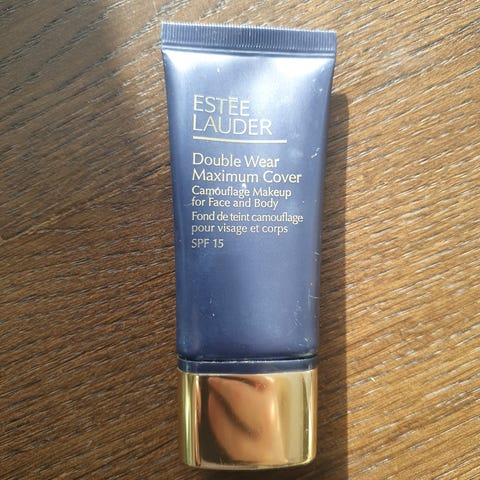 ESTĒE
LAUDER
Double Wear
Maximum Cover
Camouflage Makeup
for Face and Body
Fond de teint camouflage
pour visage et corps
SPF 15